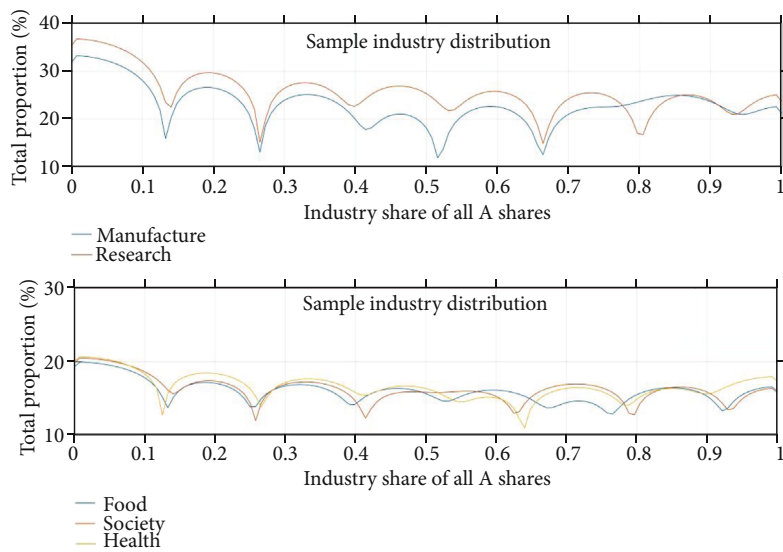 Total proportion (%)
40
30
20
10
Sample industry distribution
0 0.1 0.2 0.3 0.4 0.5 0.6 0.7 0.8 0.9 1
Industry share of all A shares
Manufacture
Research
Total proportion (%)
30
20
10
Sample industry distribution
0 0.1 0.2 0.3 0.4 0.5 0.6 0.7 0.8 0.9 1
Industry share of all A shares
Food
Society
Health